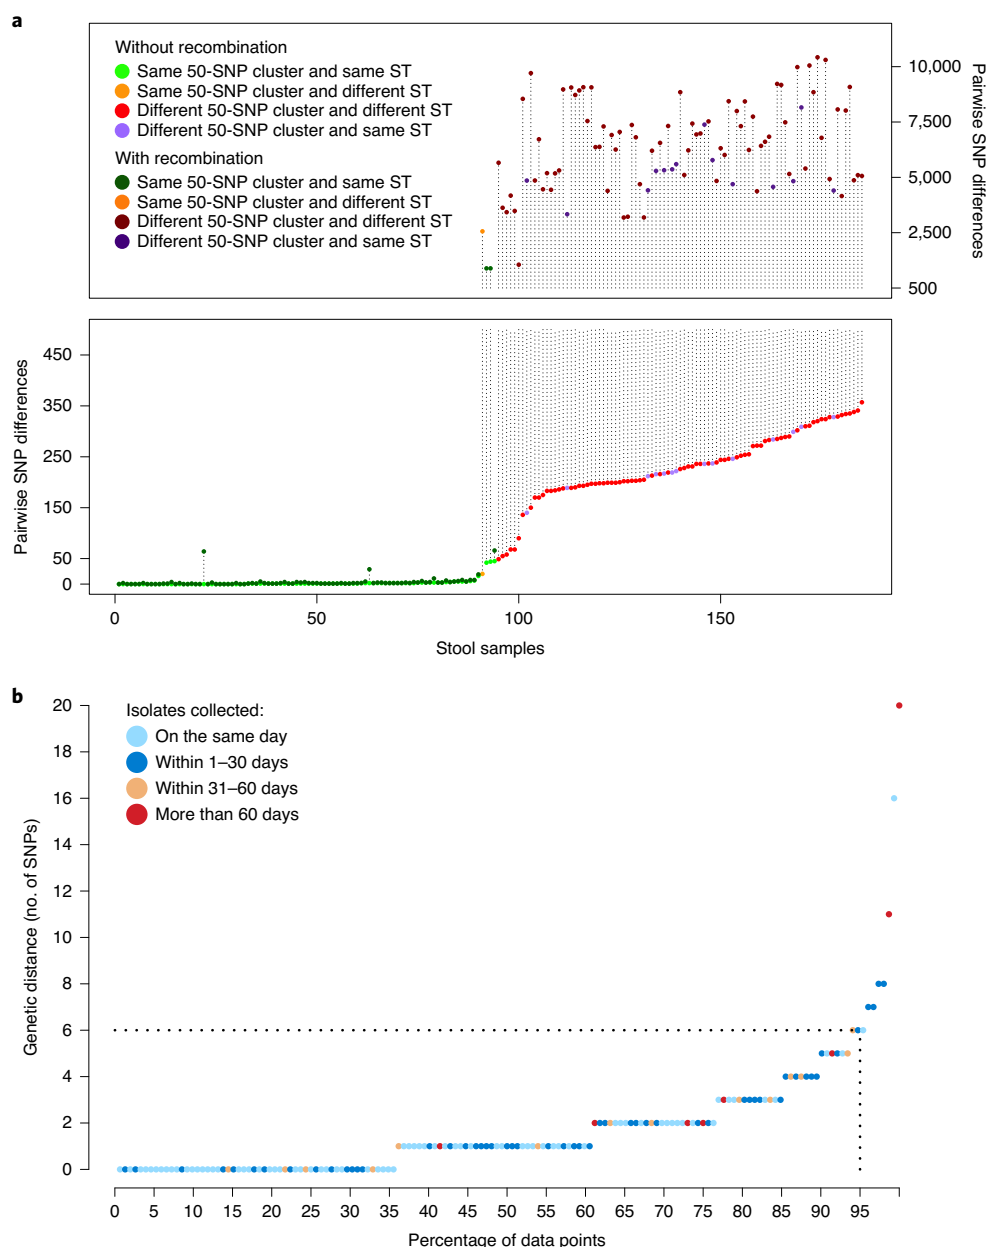 a
Without recombination
Same 50-SNP cluster and same ST
Same 50-SNP cluster and different ST
Different 50-SNP cluster and different ST
Different 50-SNP cluster and same ST
With recombination
Same 50-SNP cluster and same ST
Same 50-SNP cluster and different ST
Different 50-SNP cluster and different ST
Different 50-SNP cluster and same ST
10,000
7,500
5,000
2,500
500
Pairwise SNP
differences
450
350
250
150
50
0
Pairwise SNP differences
0 50 100 150
Stool samples
b
20
18
16
14
12
10
8
6
4
2
0
Genetic distance (no. of SNPs)
Isolates collected:
On the same day
Within 1–30 days
Within 31–60 days
More than 60 days
0 5 10 15 20 25 30 35 40 45 50 55 60 65 70 75 80 85 90 95
Percentage of data points